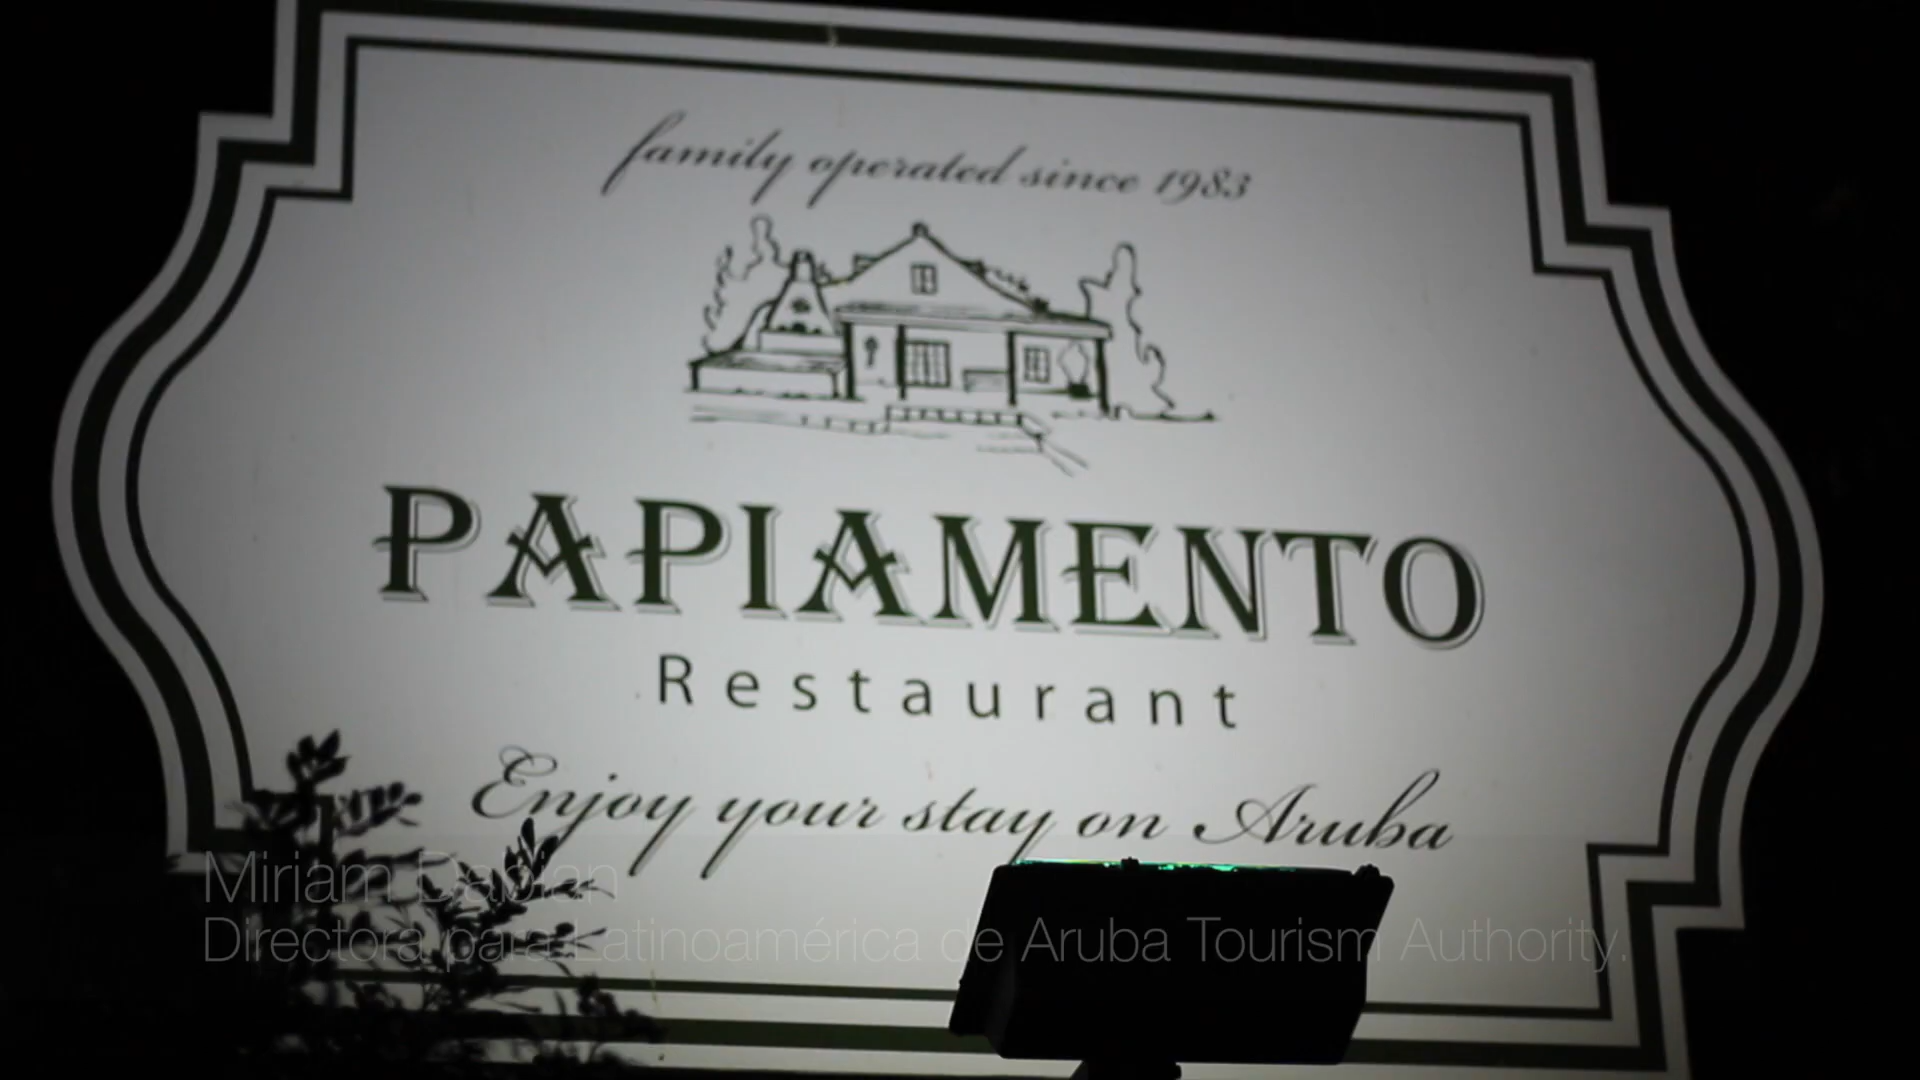 family operated since 1983
PAPIAMENTO
Restaurant
Enjoy your stay on Aruba
Miriam Dabian
Directora para Latinoamérica de Aruba Tourism Authority.